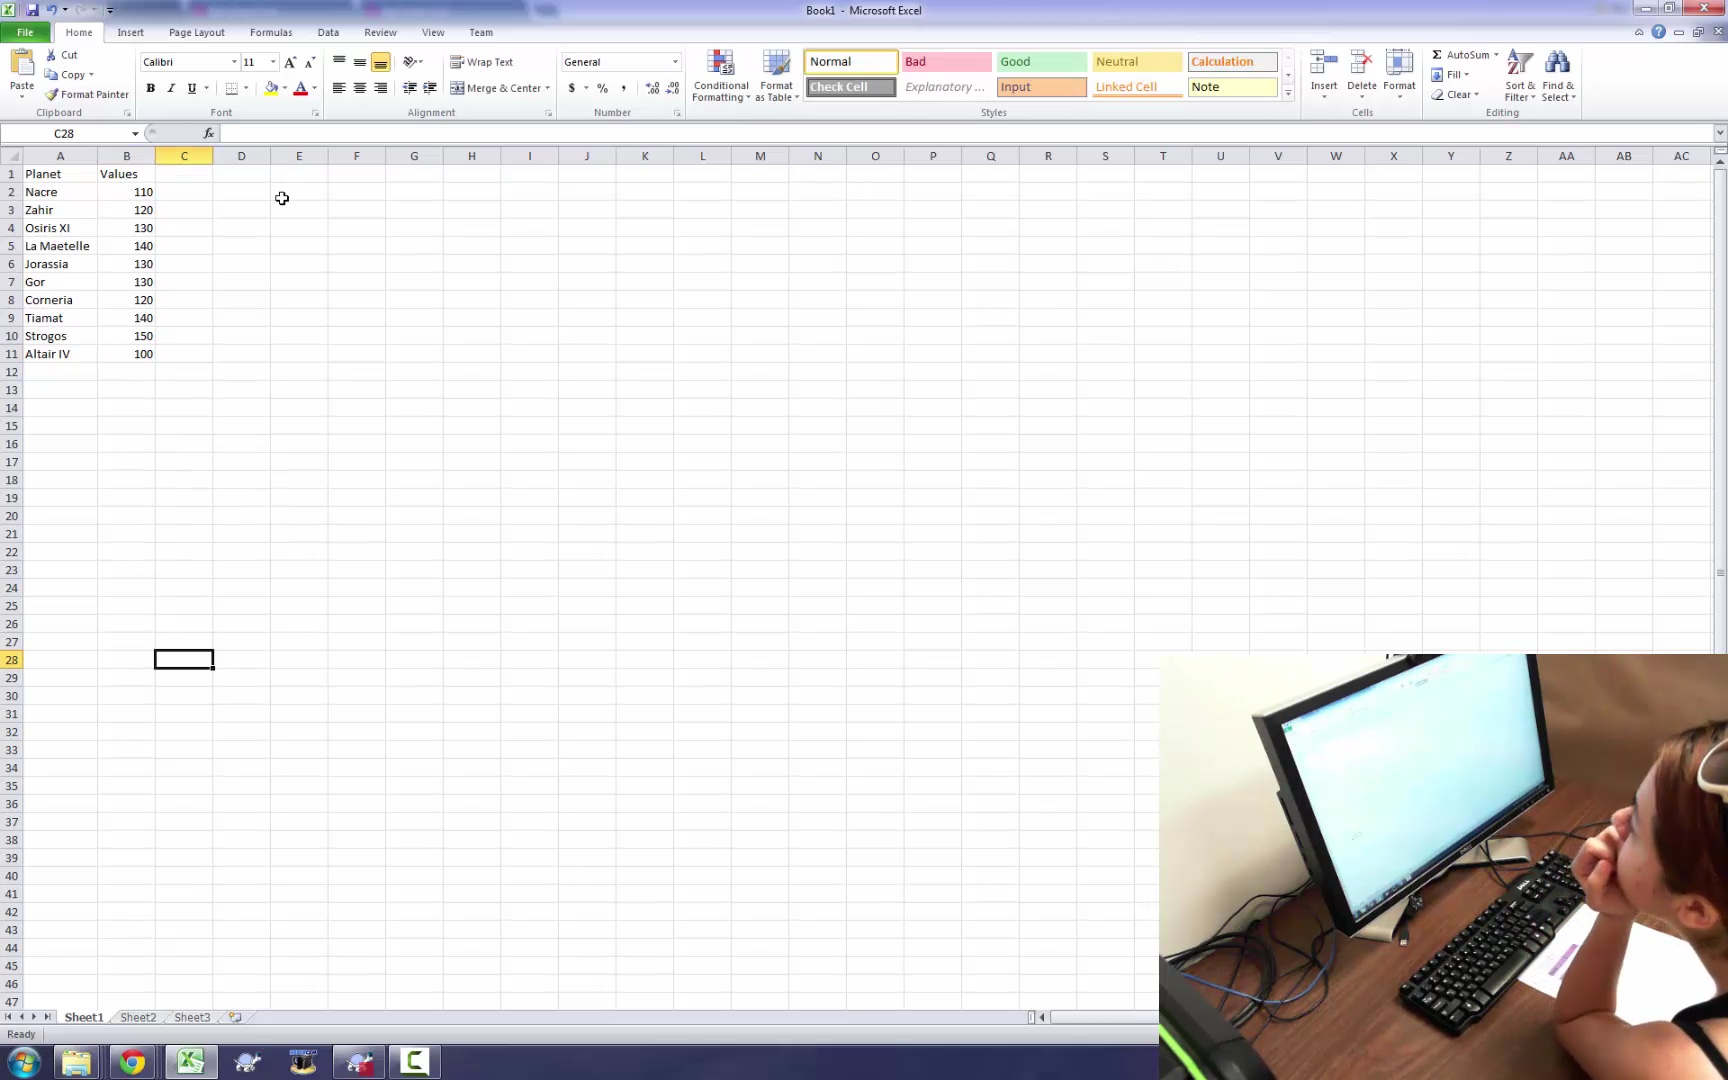 Book1 - Microsoft Excel
File Home Insert Page Layout Formulas Data Review View Team
Cut
Copy
Format Painter
Paste
Clipboard
Calibri 11
B I U
Font
Wrap Text
Merge & Center
Alignment
General
$ % ,
Number
Conditional Formatting
Format as Table
Normal Bad Good Neutral Calculation
Check Cell Explanatory ... Input Linked Cell Note
Styles
Insert Delete Format
Cells
AutoSum
Fill
Clear
Sort & Filter
Find & Select
Editing
C28 fx
A B C D E F G H I J K L M N O P Q R S T U V W X Y Z AA AB AC
1 Planet Values
2 Nacre 110
3 Zahir 120
4 Osiris XI 130
5 La Maetelle 140
6 Jorassia 130
7 Gor 130
8 Corneria 120
9 Tiamat 140
10 Strogos 150
11 Altair IV 100
12
13
14
15
16
17
18
19
20
21
22
23
24
25
26
27
28
29
30
31
32
33
34
35
36
37
38
39
40
41
42
43
44
45
46
47
Sheet1 Sheet2 Sheet3
Ready